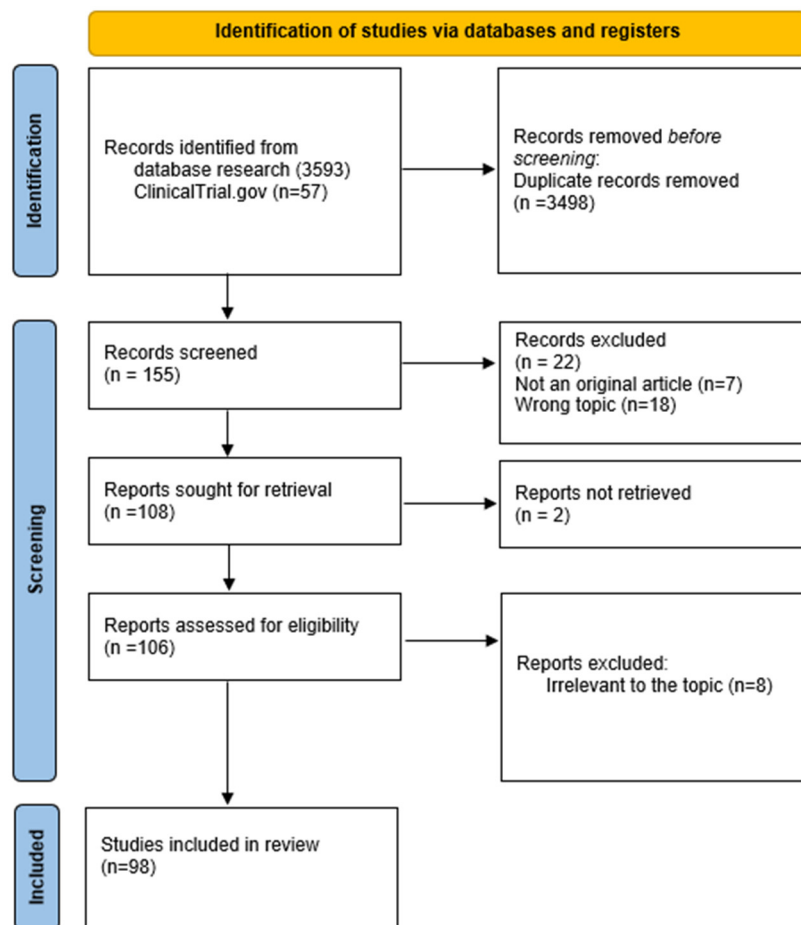 Identification of studies via databases and registers
Identification
Records identified from
database research (3593)
ClinicalTrial.gov (n=57)
Records removed before
screening:
Duplicate records removed
(n =3498)
Screening
Records screened
(n = 155)
Records excluded
(n = 22)
Not an original article (n=7)
Wrong topic (n=18)
Reports sought for retrieval
(n =108)
Reports not retrieved
(n = 2)
Reports assessed for eligibility
(n =106)
Reports excluded:
Irrelevant to the topic (n=8)
Included
Studies included in review
(n=98)